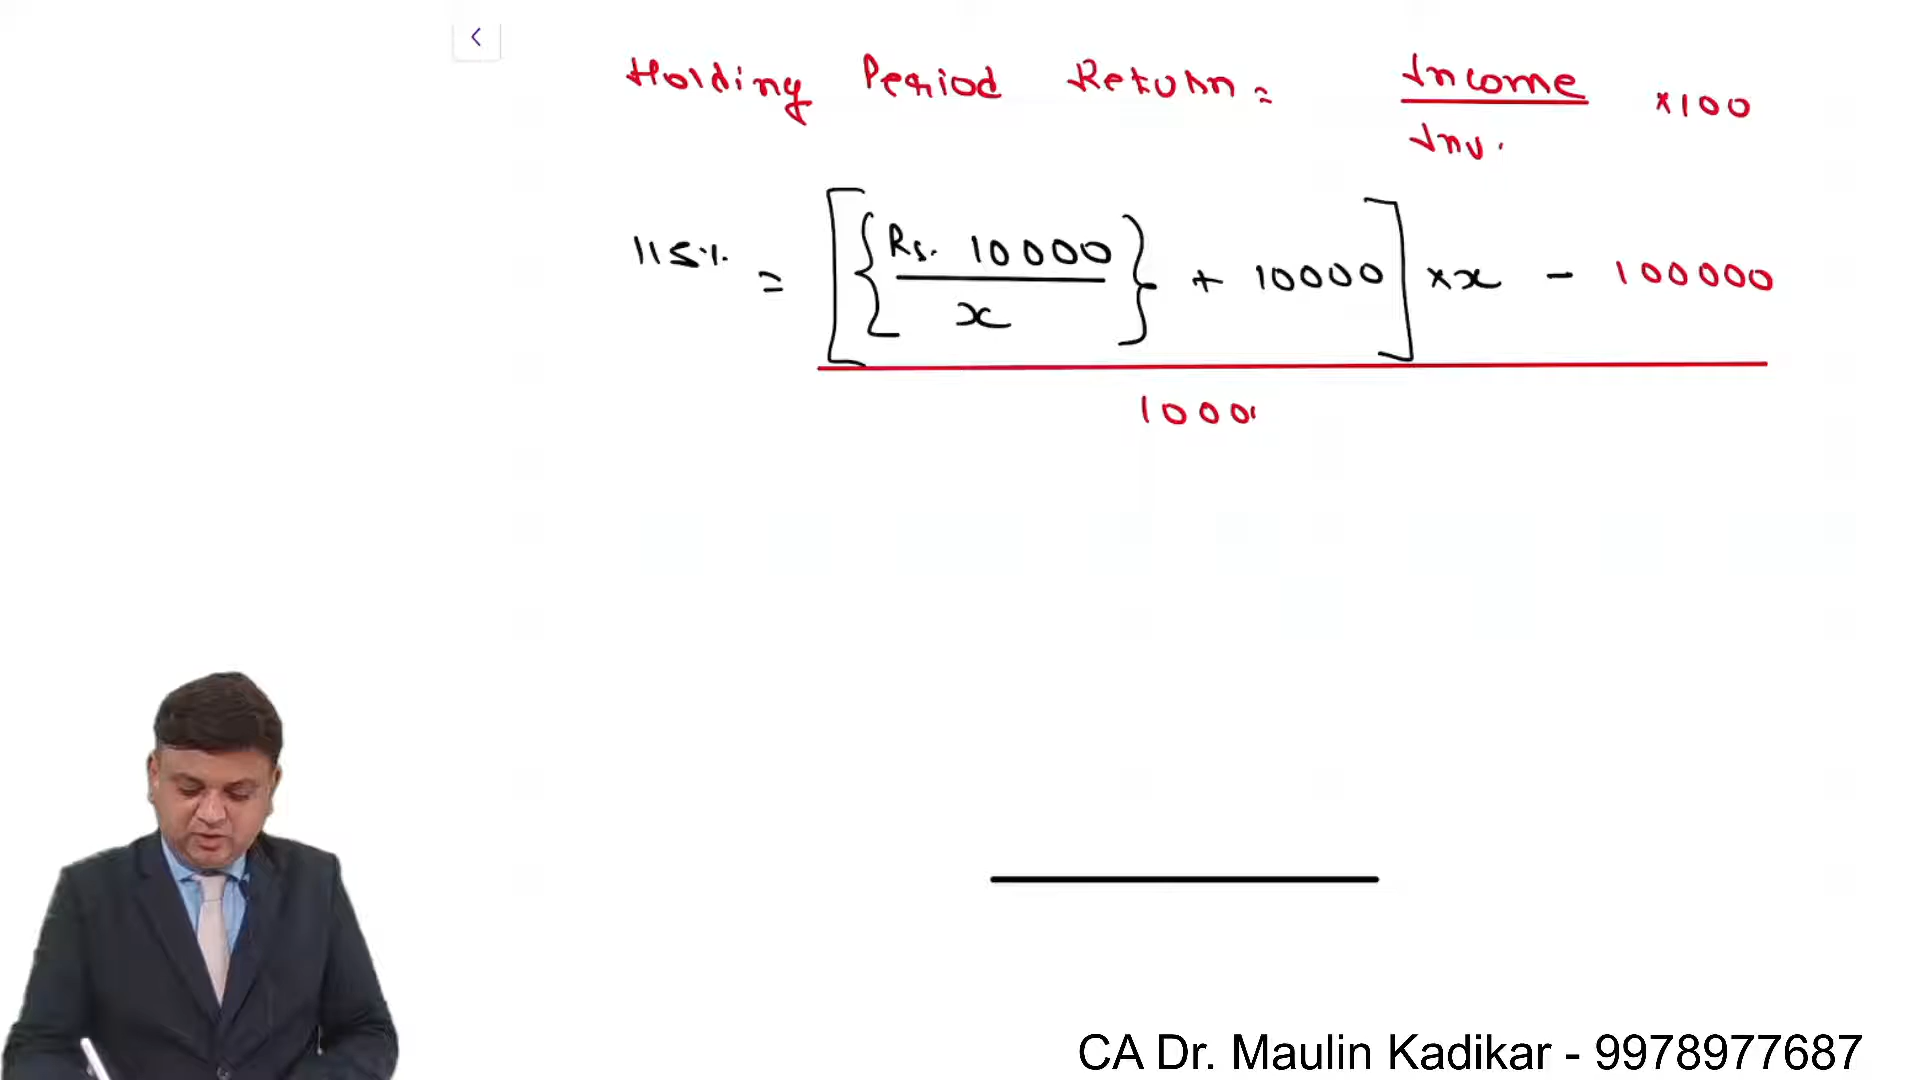 Holding Period Return = Income / Inv. ×100
115% = [{Rs. 10000 / x} + 10000] × x - 100000
1000
CA Dr. Maulin Kadikar - 9978977687